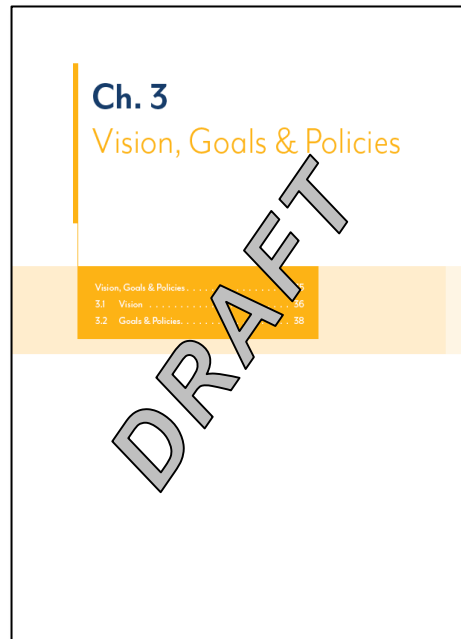 Ch. 3
Vision, Goals & Policies
Vision, Goals & Policies . . . . . . . . . . . . . . . . .
3.1 Vision . . . . . . . . . . . . . . . . . . . . . . . 36
3.2 Goals & Policies. . . . . . . . . . . . . . . . . . 38
DRAFT